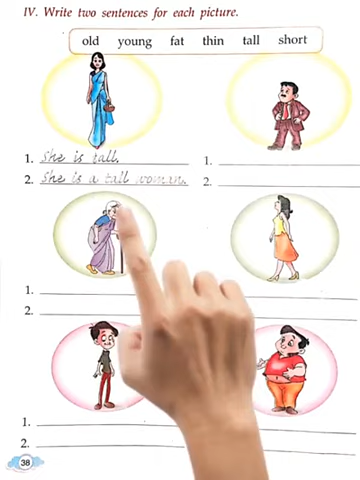 IV. Write two sentences for each picture.
old young fat thin tall short
1. She is tall. 1.
2. She is a tall woman. 2.
1. 1.
2. 2.
1. 1.
2. 2.
38